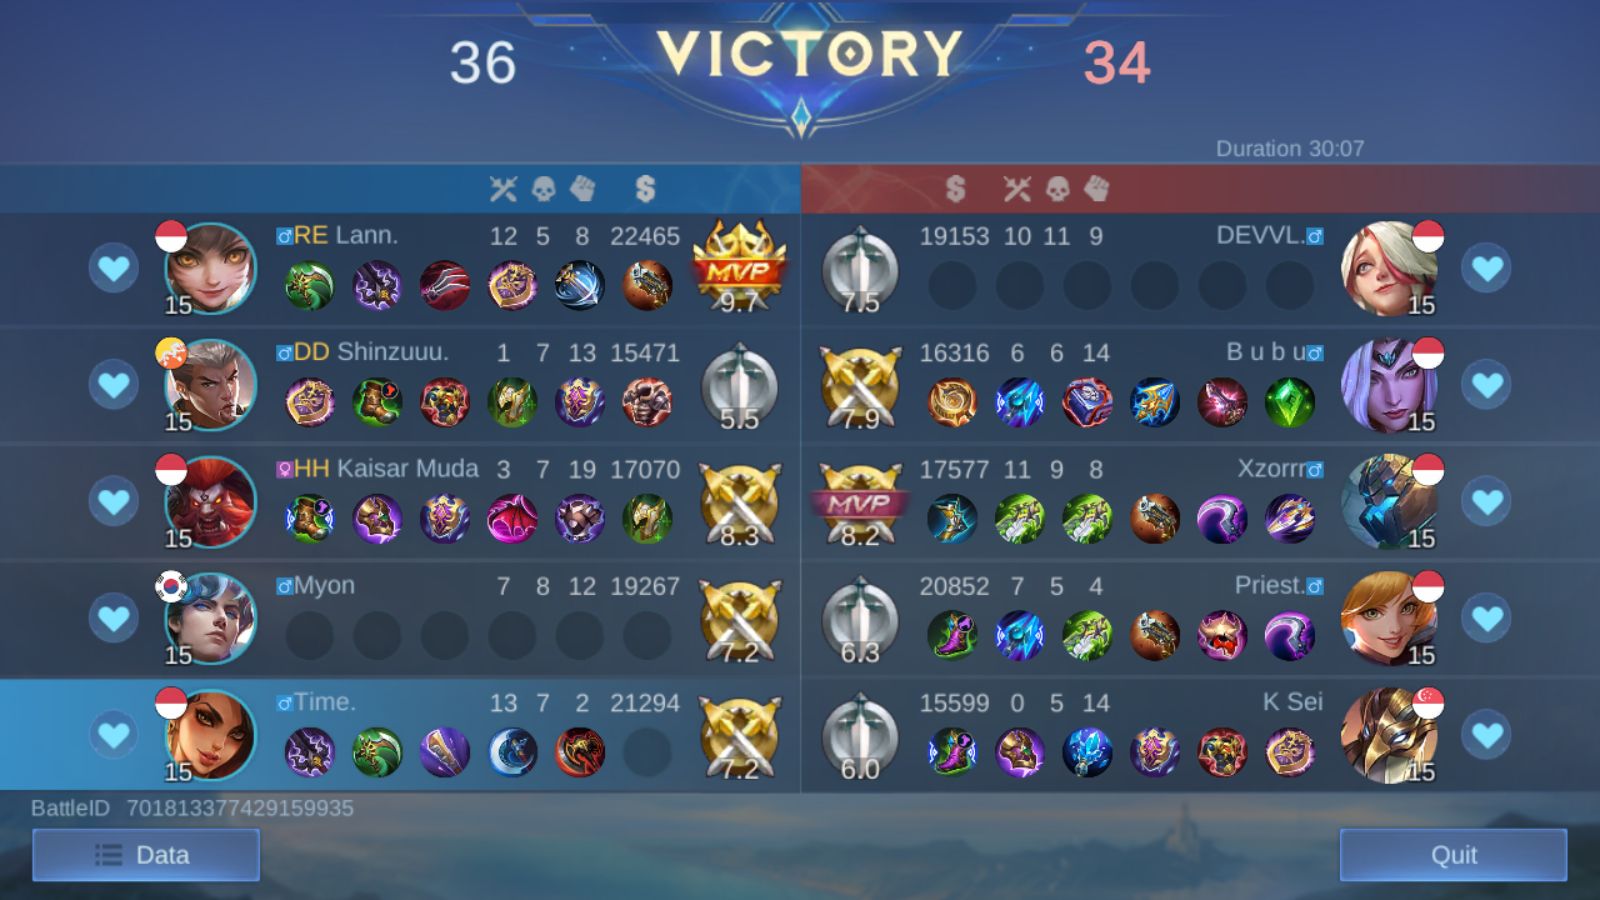 36 VICTORY 34
Duration 30:07
RE Lann. 12 5 8 22465 MVP 9.7
15
7.5 19153 10 11 9 DEVVL.
15
DD Shinzuuu. 1 7 13 15471 5.5
15
7.9 16316 6 6 14 B u b u
15
HH Kaisar Muda 3 7 19 17070 8.3
15
MVP 8.2 17577 11 9 8 Xzorrr
15
Myon 7 8 12 19267 7.2
15
6.3 20852 7 5 4 Priest.
15
Time. 13 7 2 21294 7.2
15
6.0 15599 0 5 14 K Sei
15
BattleID 701813377429159935
Data
Quit